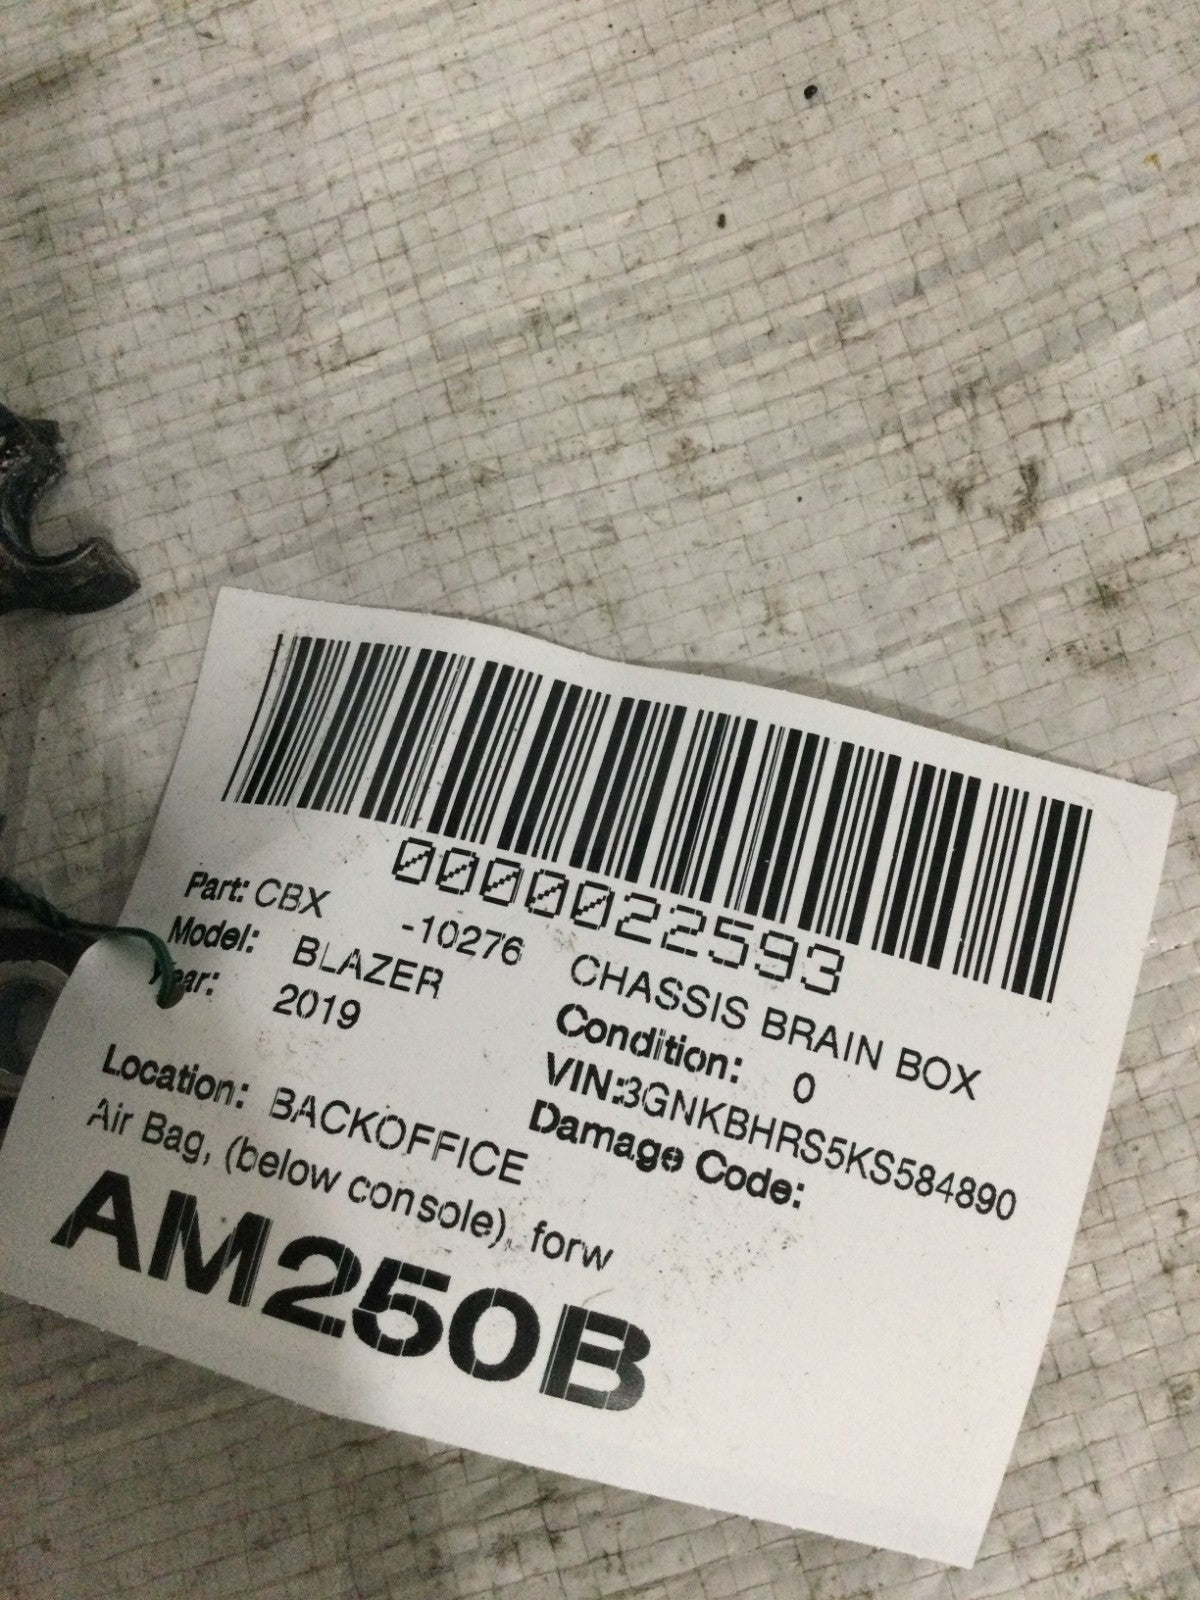 0000022593
Part: CBX -10276 CHASSIS BRAIN BOX
Model: BLAZER Condition: 0
Year: 2019 VIN:3GNKBHRS5KS584890
Damage Code:
Location: BACKOFFICE
Air Bag, (below console), forw
AM250B